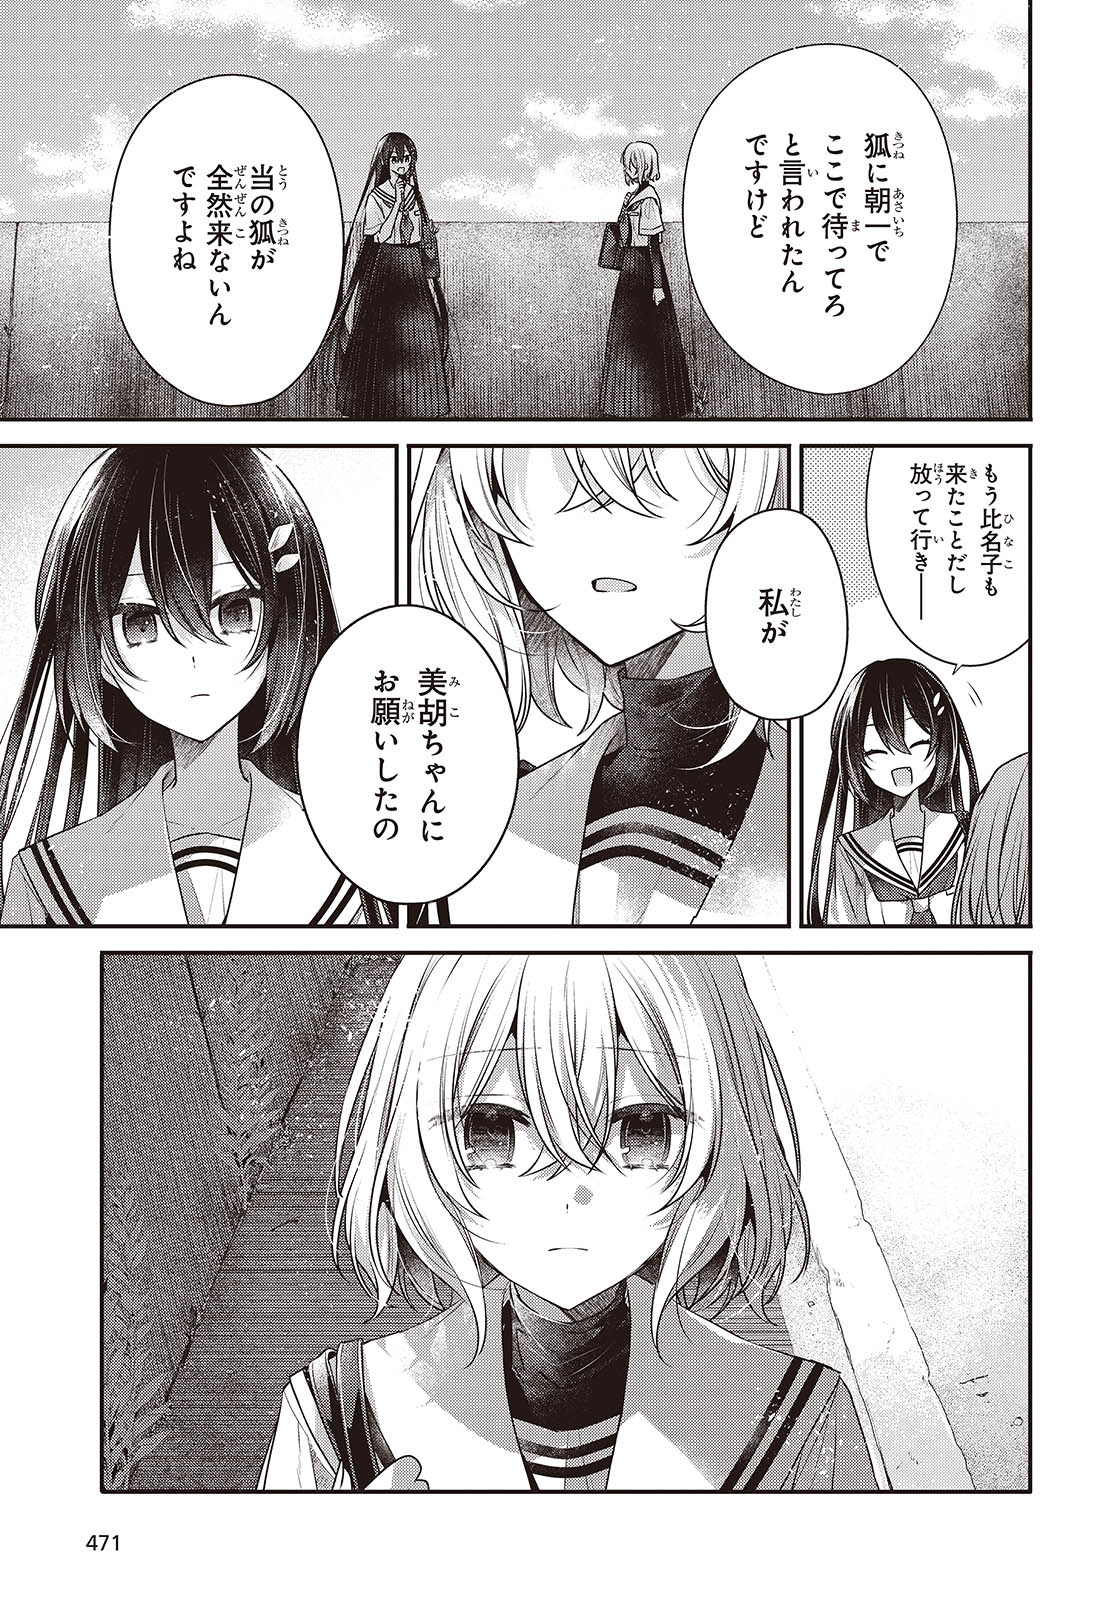 狐に朝一で
ここで待ってろ
と言われたん
ですけど
当の狐が
全然来ないん
ですよね
もう比名子も
来たことだし
放って行き――
私が
美胡ちゃんに
お願いしたの
471